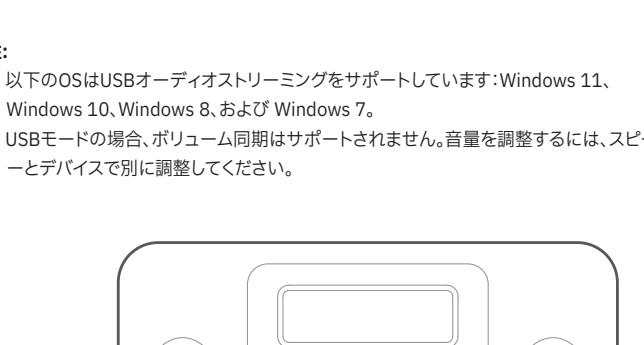 :
以下のOSはUSBオーディオストリーミングをサポートしています：Windows 11、
Windows 10、Windows 8、および Windows 7。
USBモードの場合、ボリューム同期はサポートされません。音量を調整するには、スピ
ーとデバイスで別に調整してください。